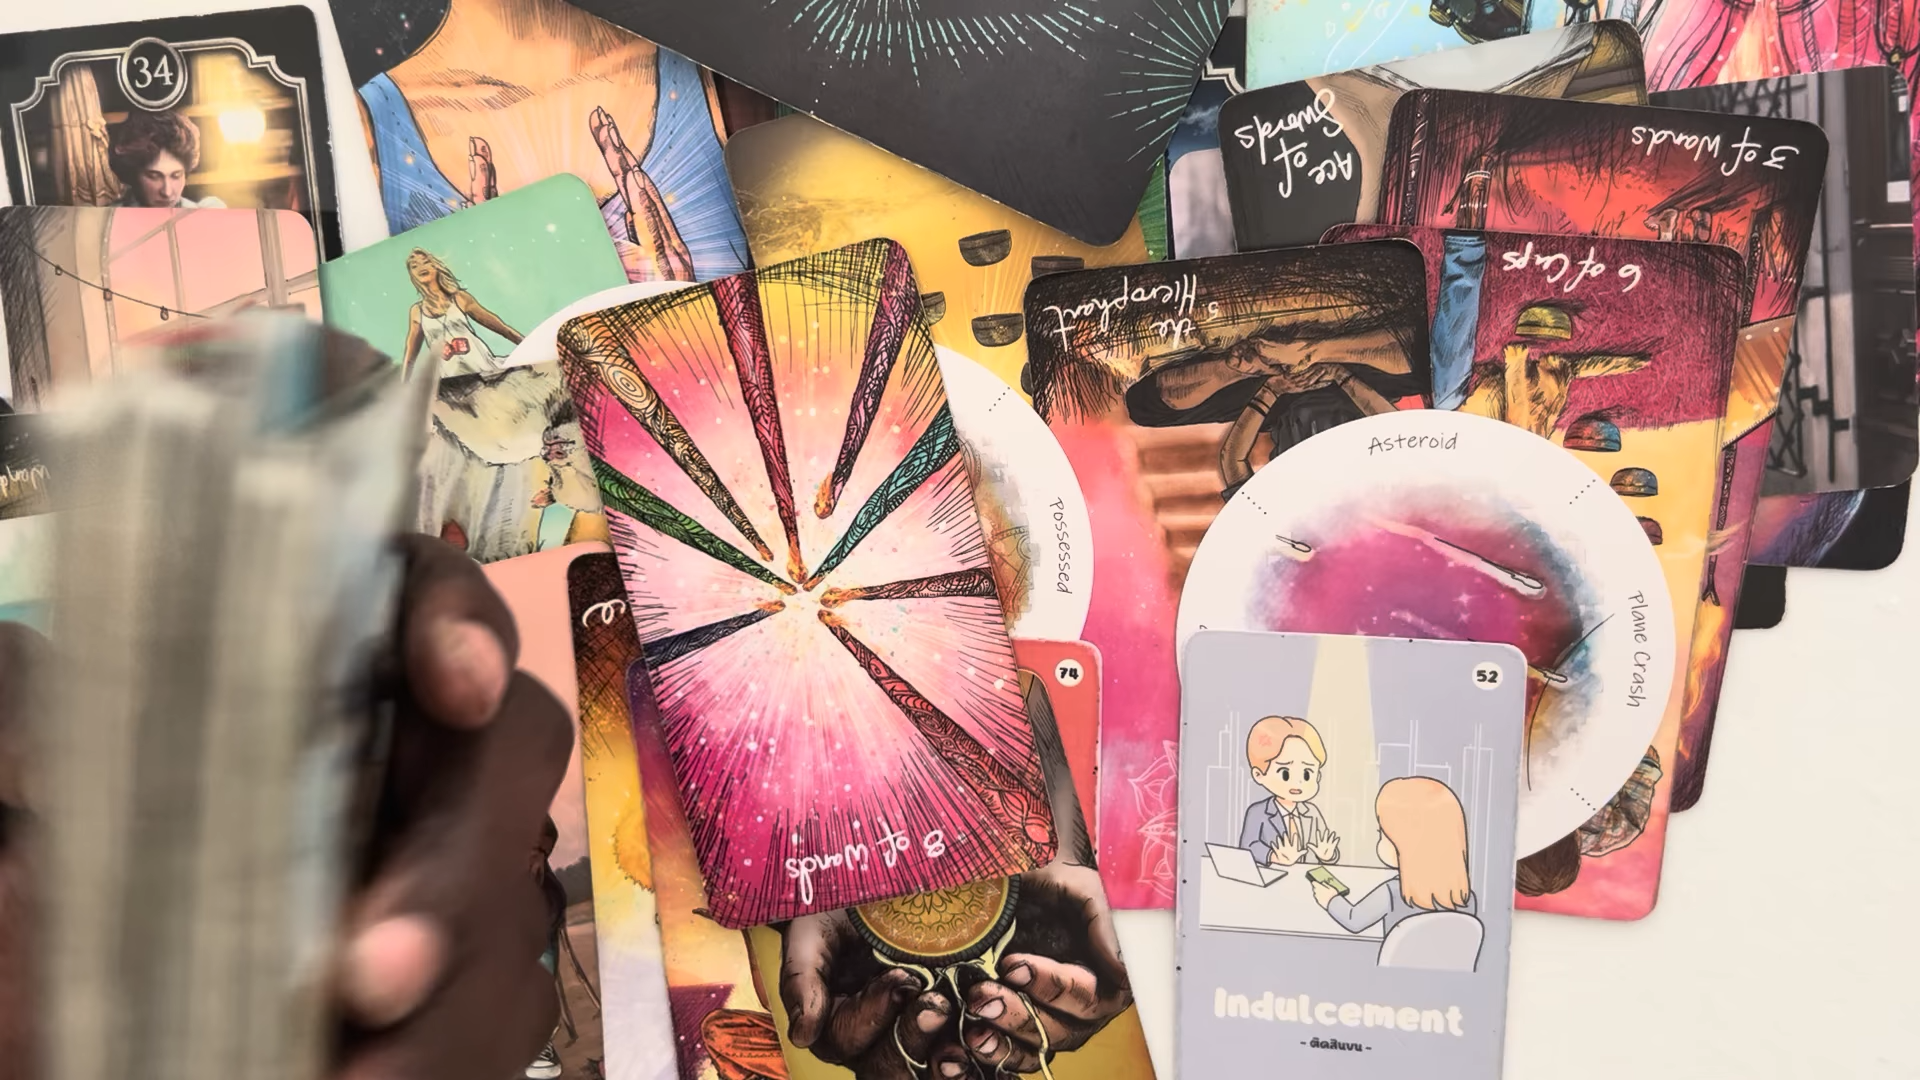 34
Ace of
Swords
3 of Wands
6 of Cups
5
the
Hierophant
Asteroid
Possessed
Plane Crash
74
52
8 of Wands
Indulcement
- ติดสินบน -